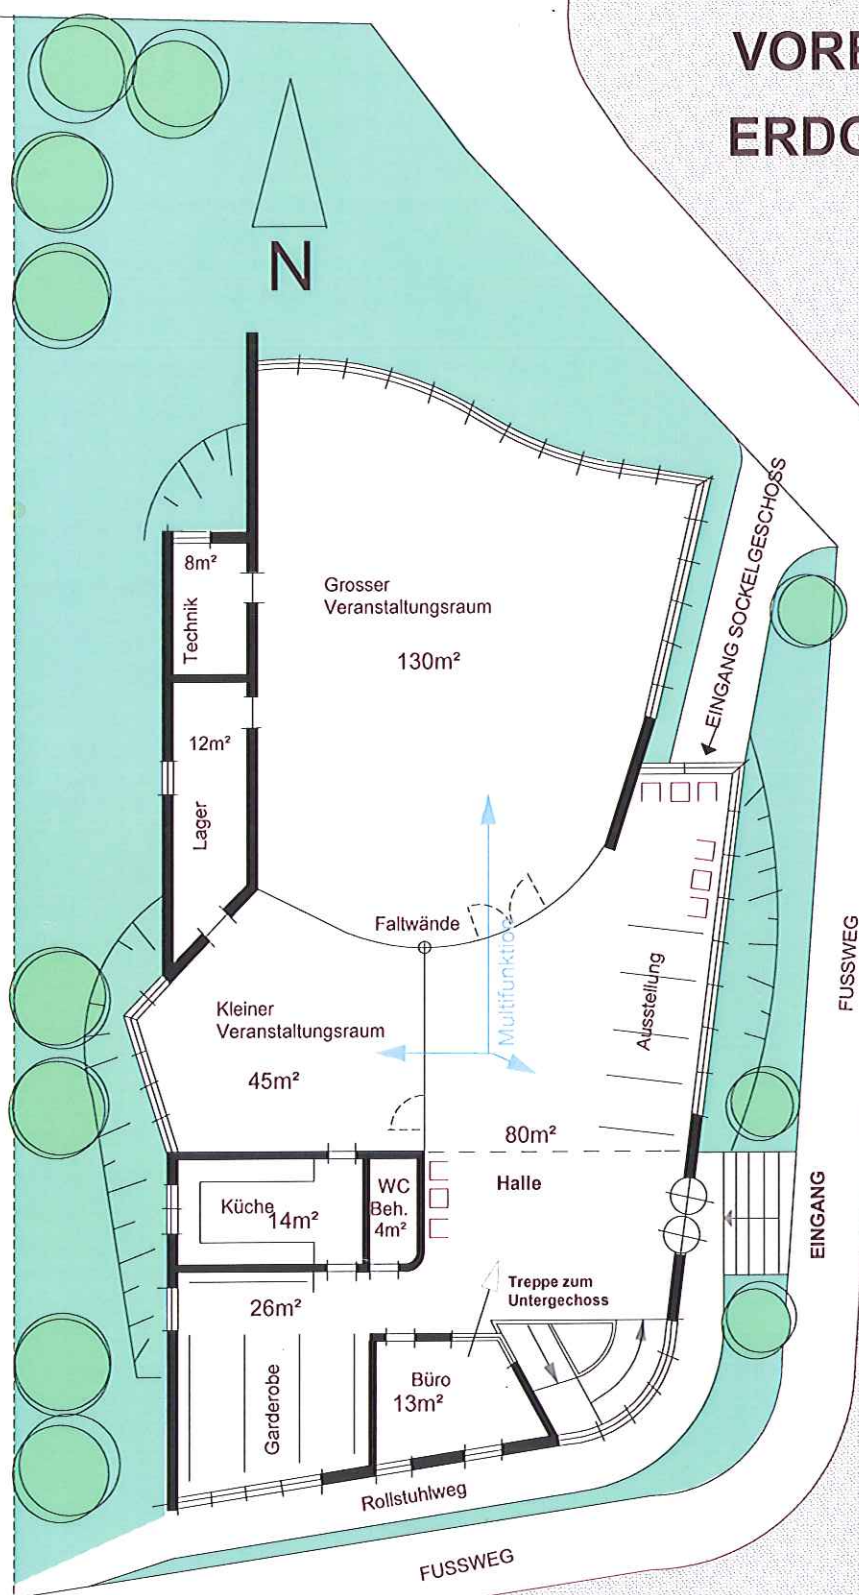 VORE
ERDG
N
8m²
Technik
Grosser
Veranstaltungsraum
130m²
EINGANG SOCKELGESCHOSS
12m²
Lager
Faltwände
Multifunktion
Ausstellung
FUSSWEG
Kleiner
Veranstaltungsraum
45m²
80m²
Halle
Küche
14m²
WC
Beh.
4m²
EINGANG
Treppe zum
Untergechoss
26m²
Garderobe
Büro
13m²
Rollstuhlweg
FUSSWEG